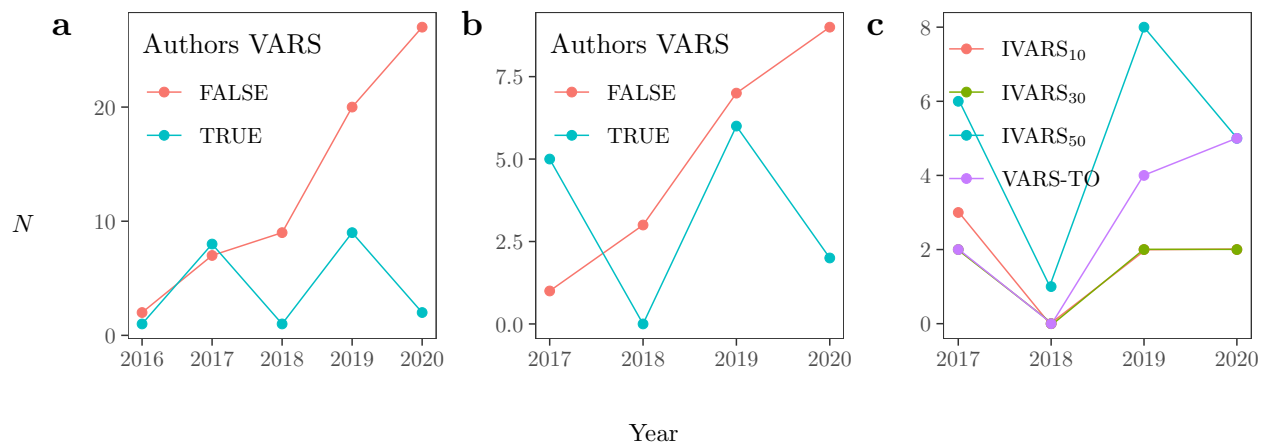 a
Authors VARS
FALSE
TRUE
20
10
0
2016 2017 2018 2019 2020
b
Authors VARS
FALSE
TRUE
7.5
5.0
2.5
0.0
2017 2018 2019 2020
c
IVARS₁₀
IVARS₃₀
IVARS₅₀
VARS-TO
8
6
4
2
0
2017 2018 2019 2020
N
Year